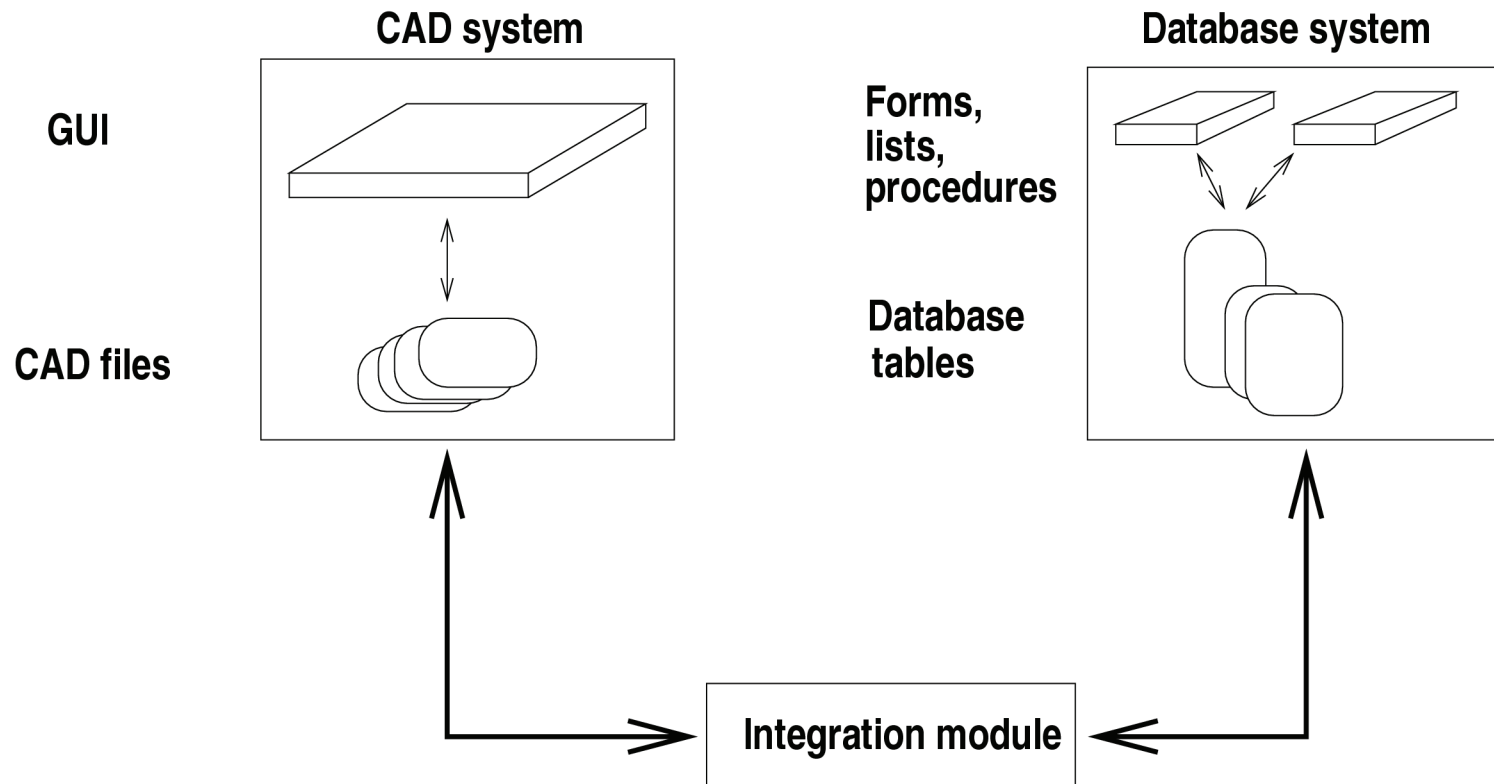 CAD system
Database system
GUI
Forms,
lists,
procedures
CAD files
Database
tables
Integration module